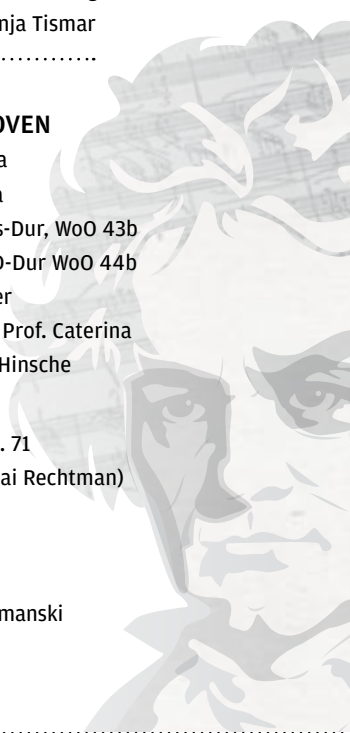 nja Tismar
OVEN
a
a
s-Dur, WoO 43b
D-Dur WoO 44b
er
Prof. Caterina
Hinsche
. 71
ai Rechtman)
manski